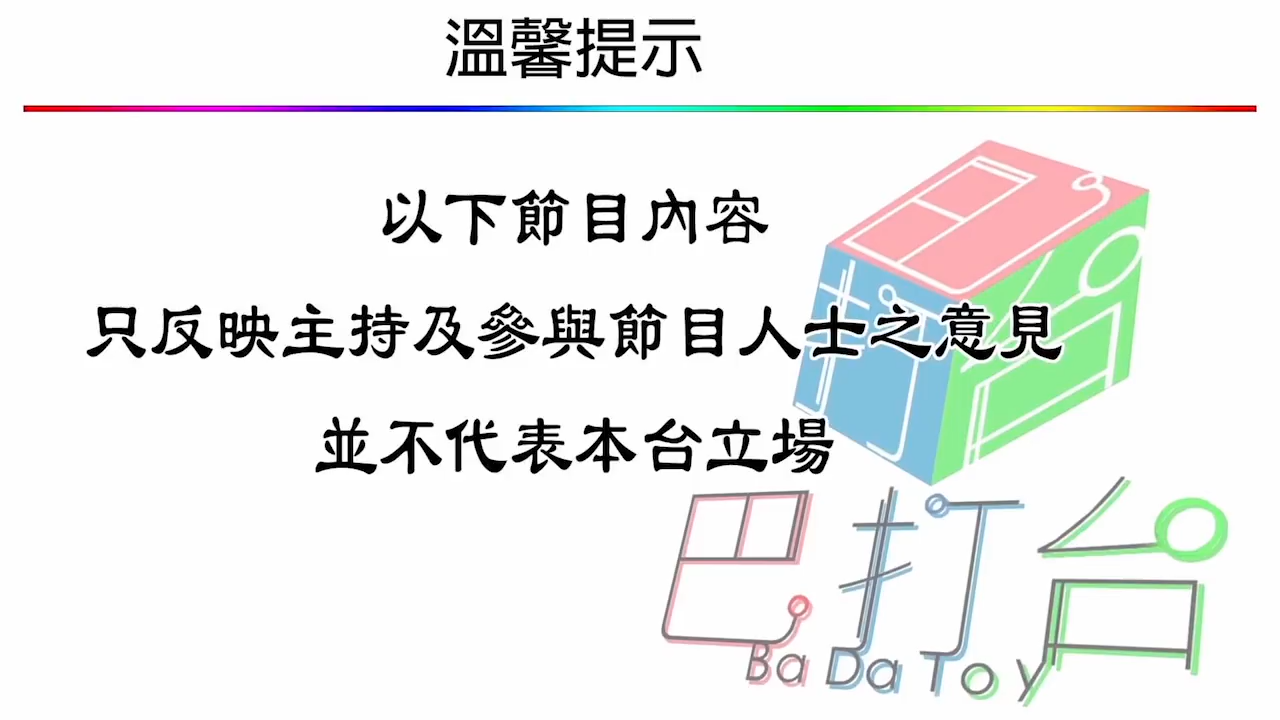 溫馨提示
以下節目內容
只反映主持及參與節目人士之意見
並不代表本台立場
巴打台
BaDaToy